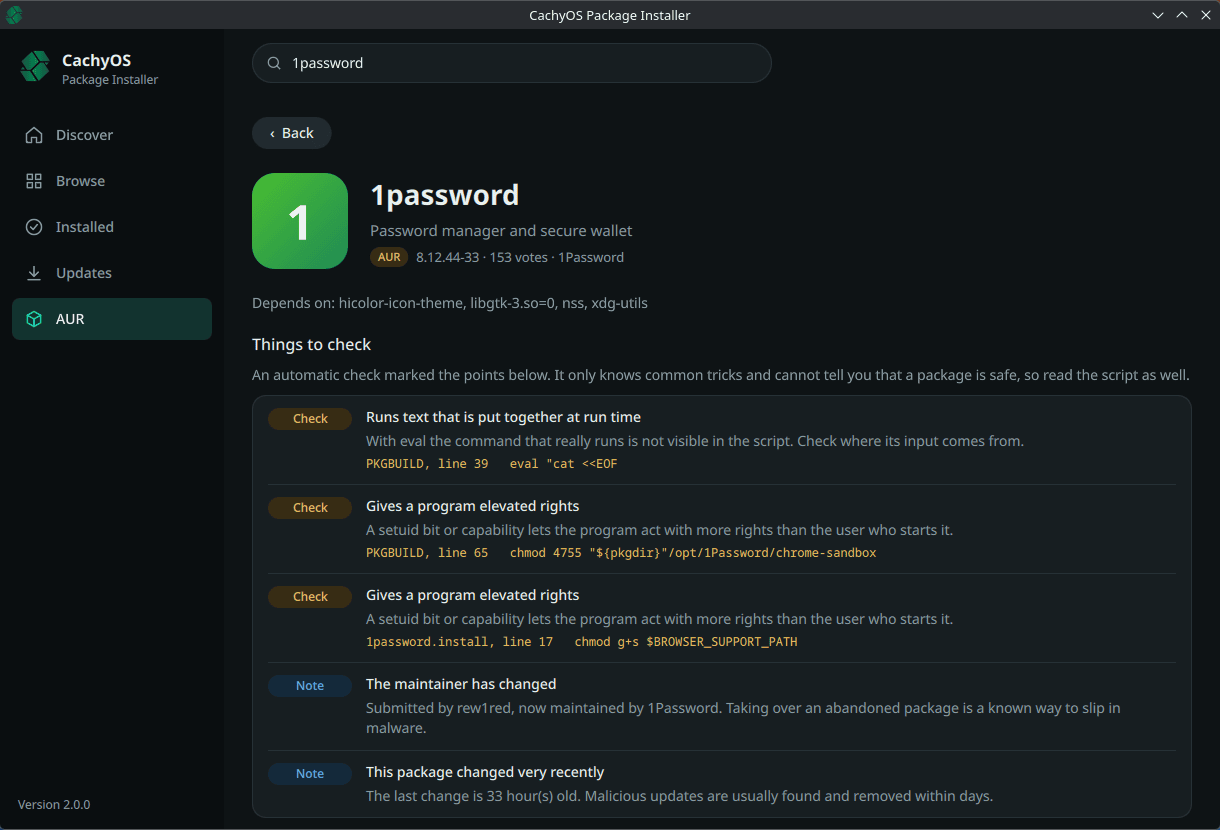 CachyOS Package Installer
CachyOS
Package Installer
1password
Discover
Browse
Installed
Updates
AUR
Version 2.0.0
‹ Back
1
1password
Password manager and secure wallet
AUR 8.12.44-33 · 153 votes · 1Password
Depends on: hicolor-icon-theme, libgtk-3.so=0, nss, xdg-utils
Things to check
An automatic check marked the points below. It only knows common tricks and cannot tell you that a package is safe, so read the script as well.
Check Runs text that is put together at run time
With eval the command that really runs is not visible in the script. Check where its input comes from.
PKGBUILD, line 39 eval "cat <<EOF
Check Gives a program elevated rights
A setuid bit or capability lets the program act with more rights than the user who starts it.
PKGBUILD, line 65 chmod 4755 "${pkgdir}"/opt/1Password/chrome-sandbox
Check Gives a program elevated rights
A setuid bit or capability lets the program act with more rights than the user who starts it.
1password.install, line 17 chmod g+s $BROWSER_SUPPORT_PATH
Note The maintainer has changed
Submitted by rew1red, now maintained by 1Password. Taking over an abandoned package is a known way to slip in
malware.
Note This package changed very recently
The last change is 33 hour(s) old. Malicious updates are usually found and removed within days.